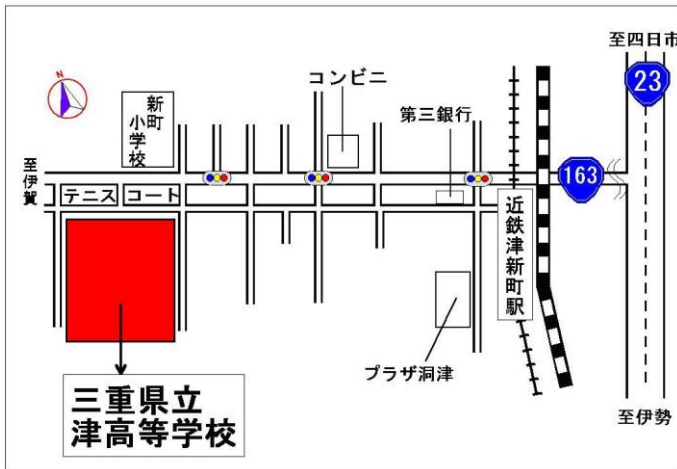 至四日市
23
N
コンビニ
新町
小学校
第三銀行
至伊賀
テニス コート
163
近鉄津新町駅
プラザ洞津
三重県立
津高等学校
至伊勢